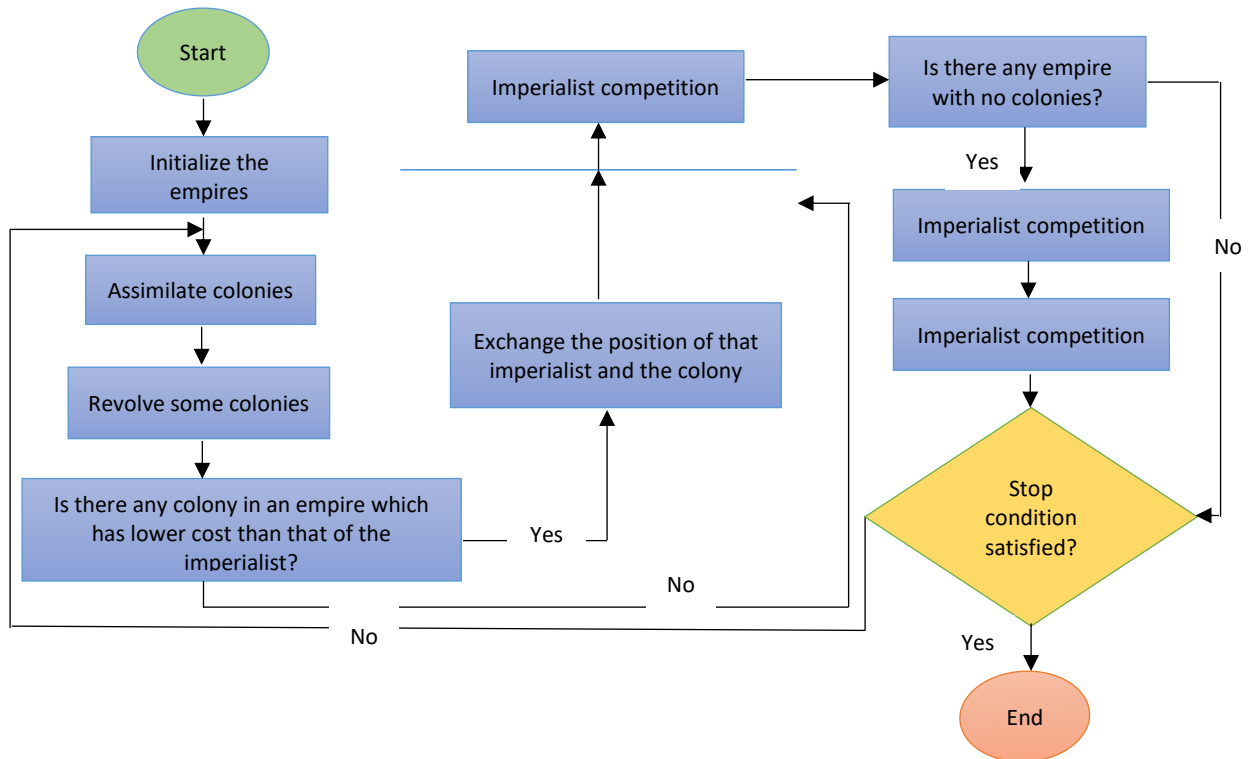 Start
Initialize the
empires
Assimilate colonies
Revolve some colonies
Is there any colony in an empire which
has lower cost than that of the
imperialist?
Yes
No
No
Exchange the position of that
imperialist and the colony
Imperialist competition
Is there any empire
with no colonies?
Yes
No
Imperialist competition
Imperialist competition
Stop
condition
satisfied?
Yes
End